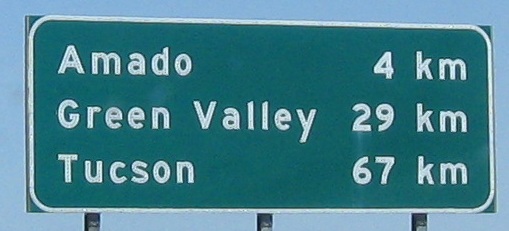 Amado 4 km
Green Valley 29 km
Tucson 67 km